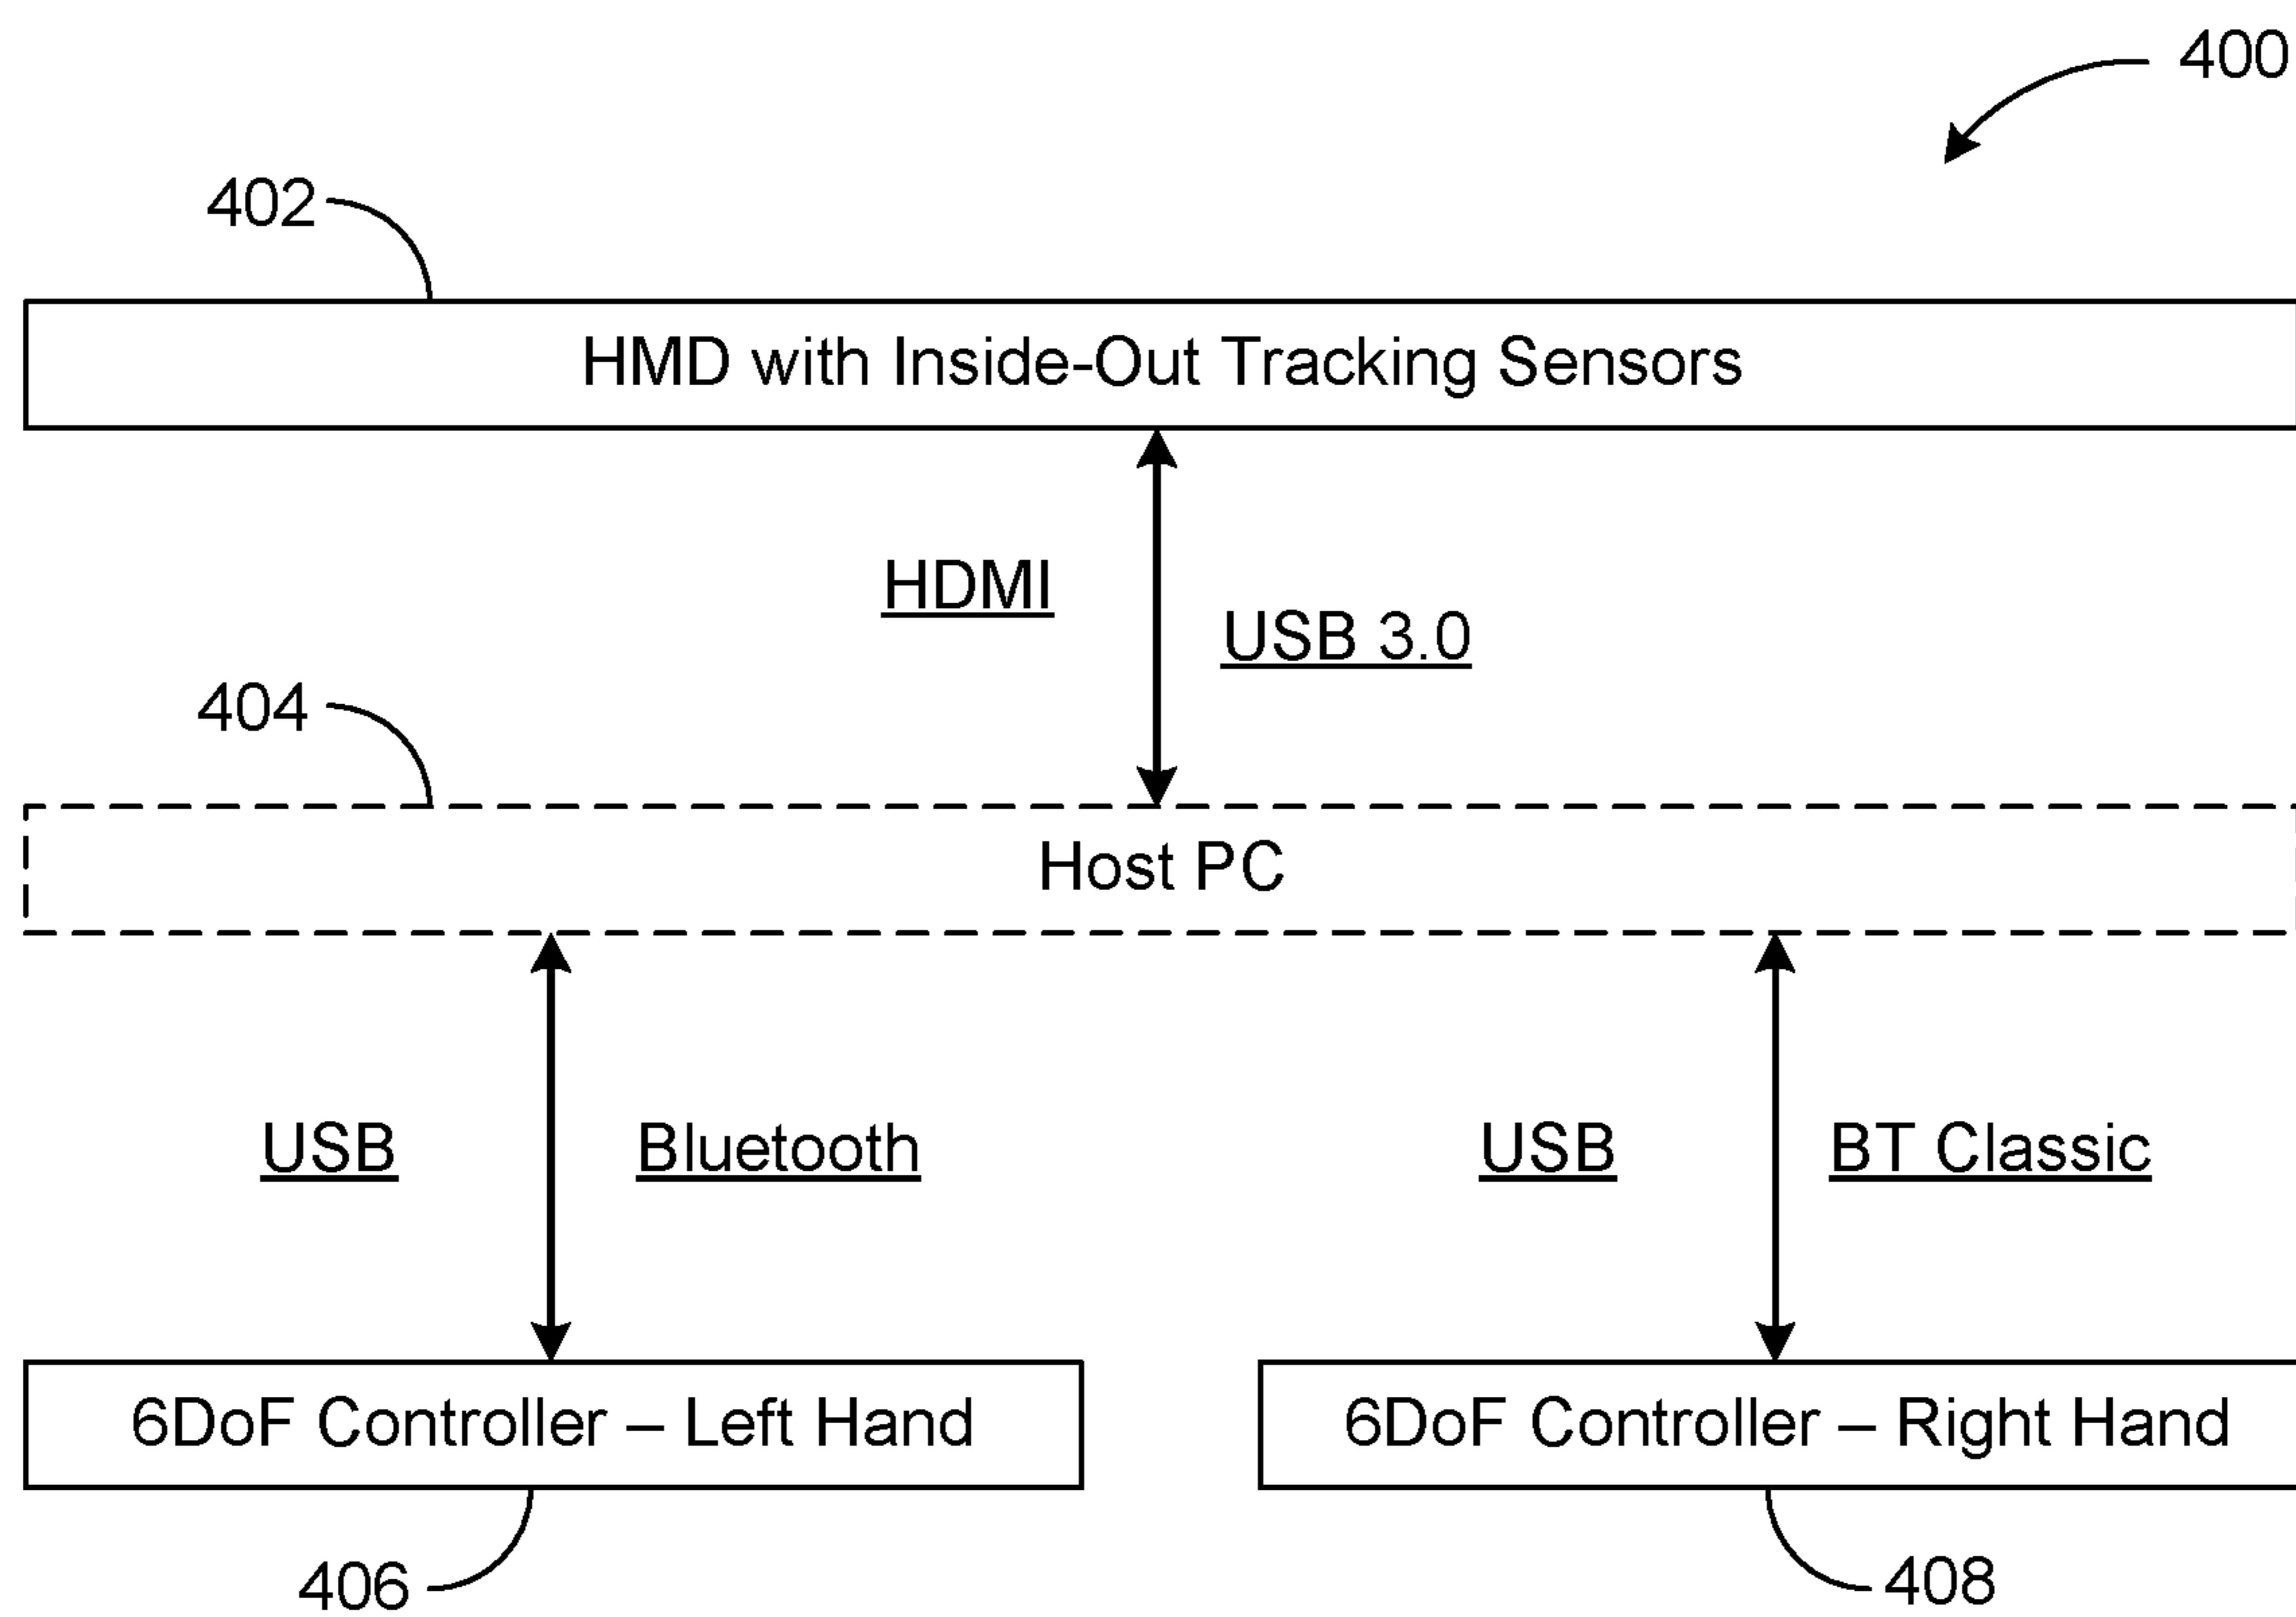 400
402
HMD with Inside-Out Tracking Sensors
HDMI
USB 3.0
404
Host PC
USB
Bluetooth
USB
BT Classic
6DoF Controller – Left Hand
6DoF Controller – Right Hand
406
408